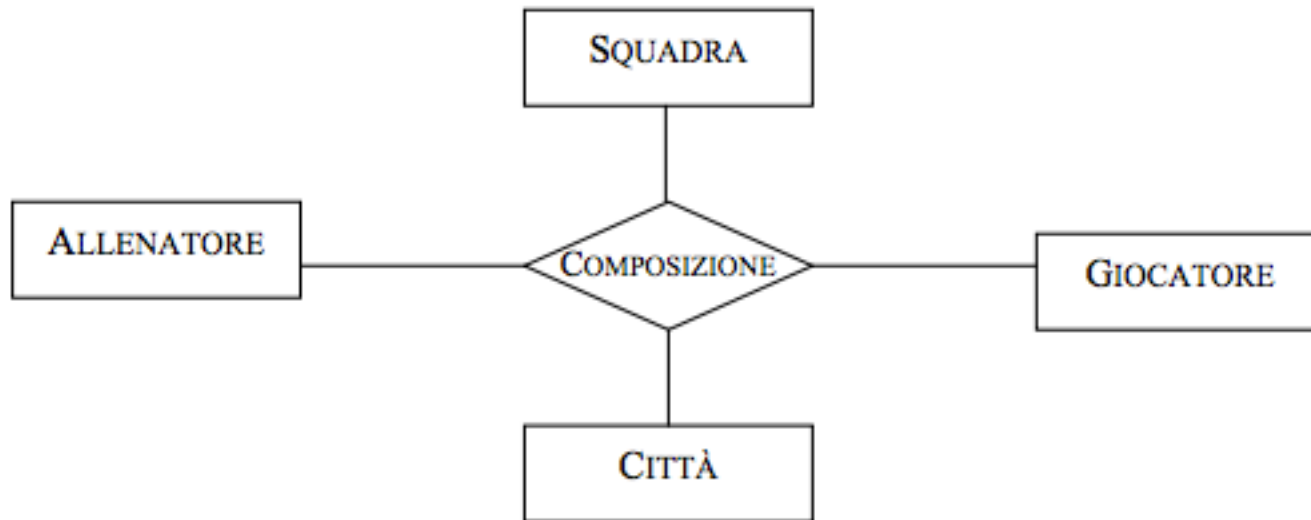 SQUADRA
ALLENATORE
COMPOSIZIONE
GIOCATORE
CITTÀ